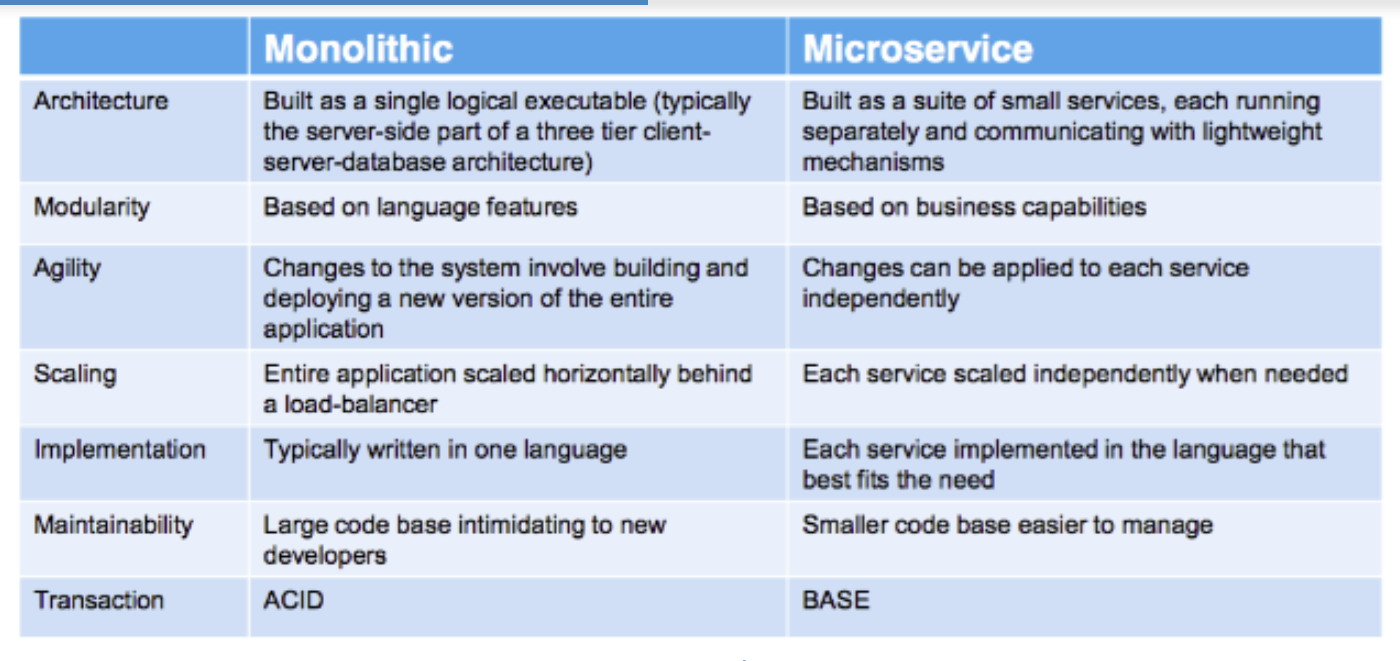 Monolithic
Microservice
Architecture
Built as a single logical executable (typically
the server-side part of a three tier client-
server-database architecture)
Built as a suite of small services, each running
separately and communicating with lightweight
mechanisms
Modularity
Based on language features
Based on business capabilities
Agility
Changes to the system involve building and
deploying a new version of the entire
application
Changes can be applied to each service
independently
Scaling
Entire application scaled horizontally behind
a load-balancer
Each service scaled independently when needed
Implementation
Typically written in one language
Each service implemented in the language that
best fits the need
Maintainability
Large code base intimidating to new
developers
Smaller code base easier to manage
Transaction
ACID
BASE